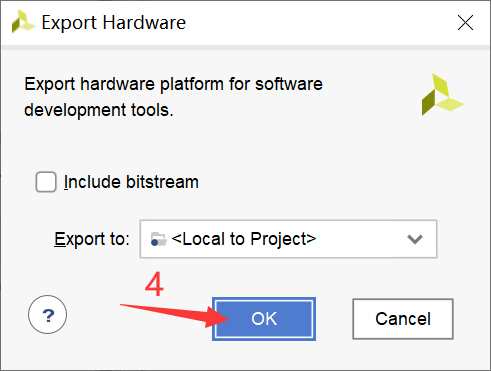 Export Hardware
Export hardware platform for software
development tools.
Include bitstream
Export to: <Local to Project>
4
? OK Cancel